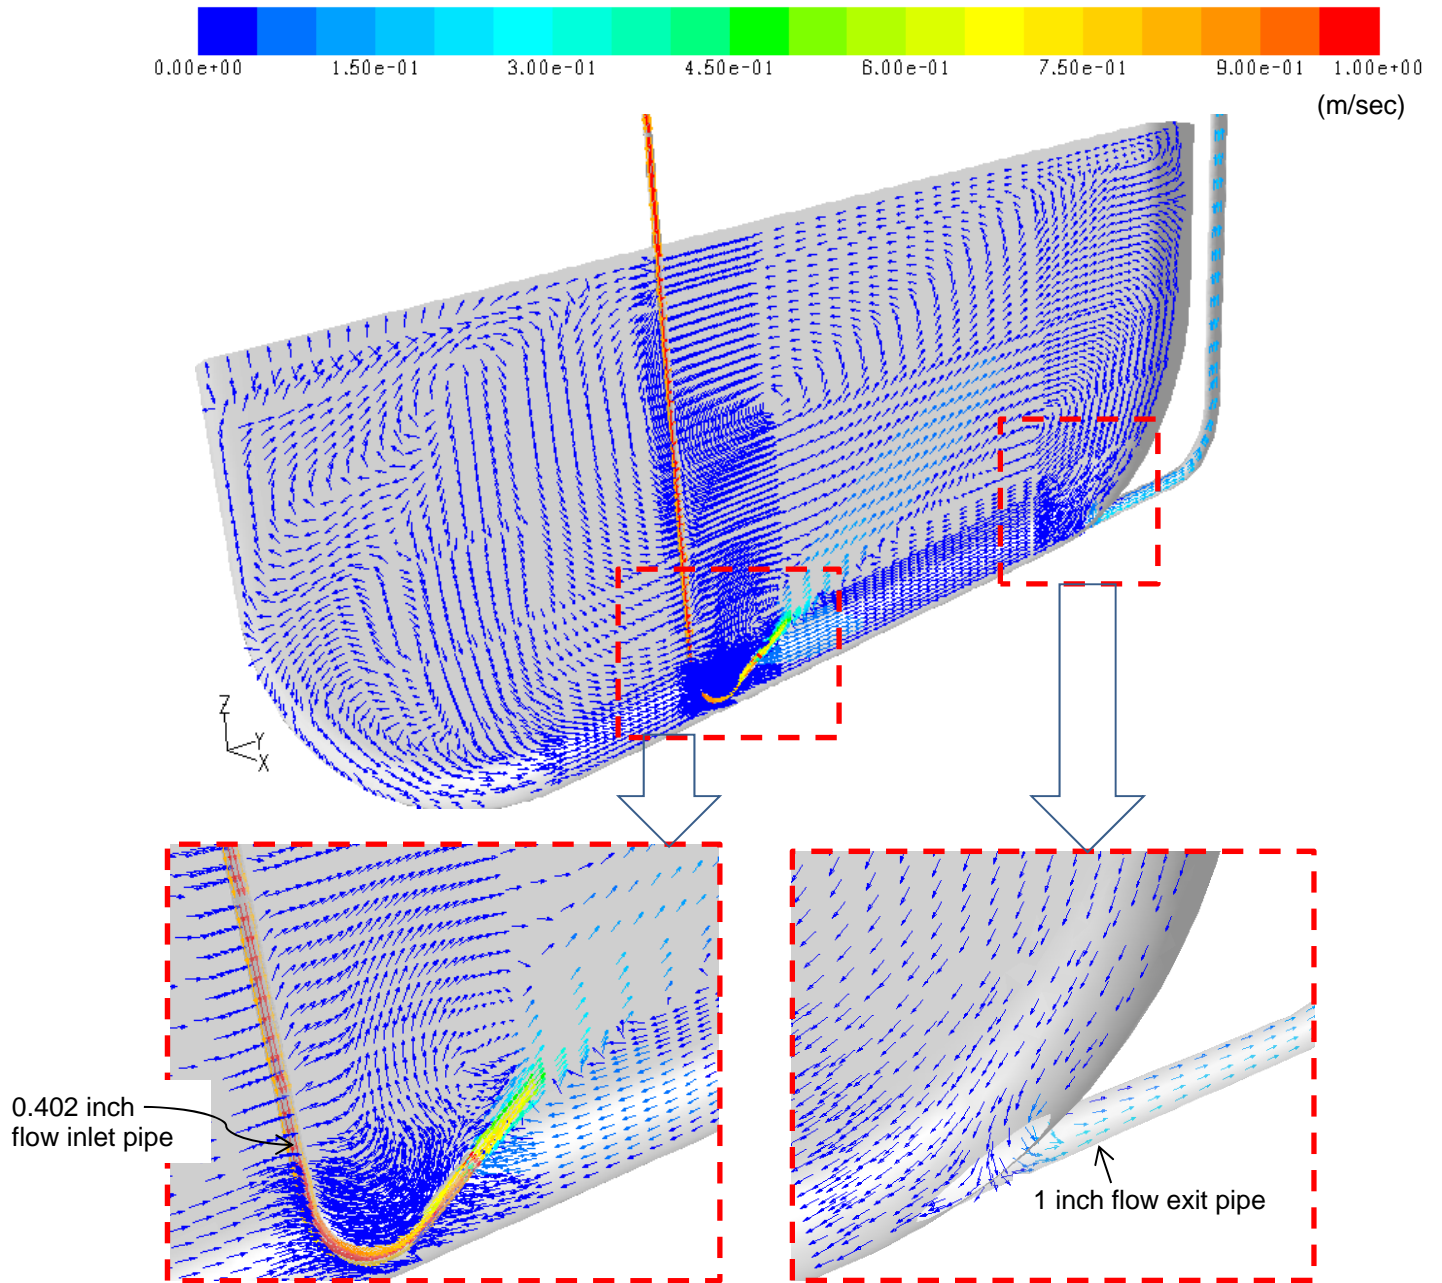 0.00e+00 1.50e-01 3.00e-01 4.50e-01 6.00e-01 7.50e-01 9.00e-01 1.00e+00
(m/sec)
Z
Y
X
0.402 inch
flow inlet pipe
1 inch flow exit pipe